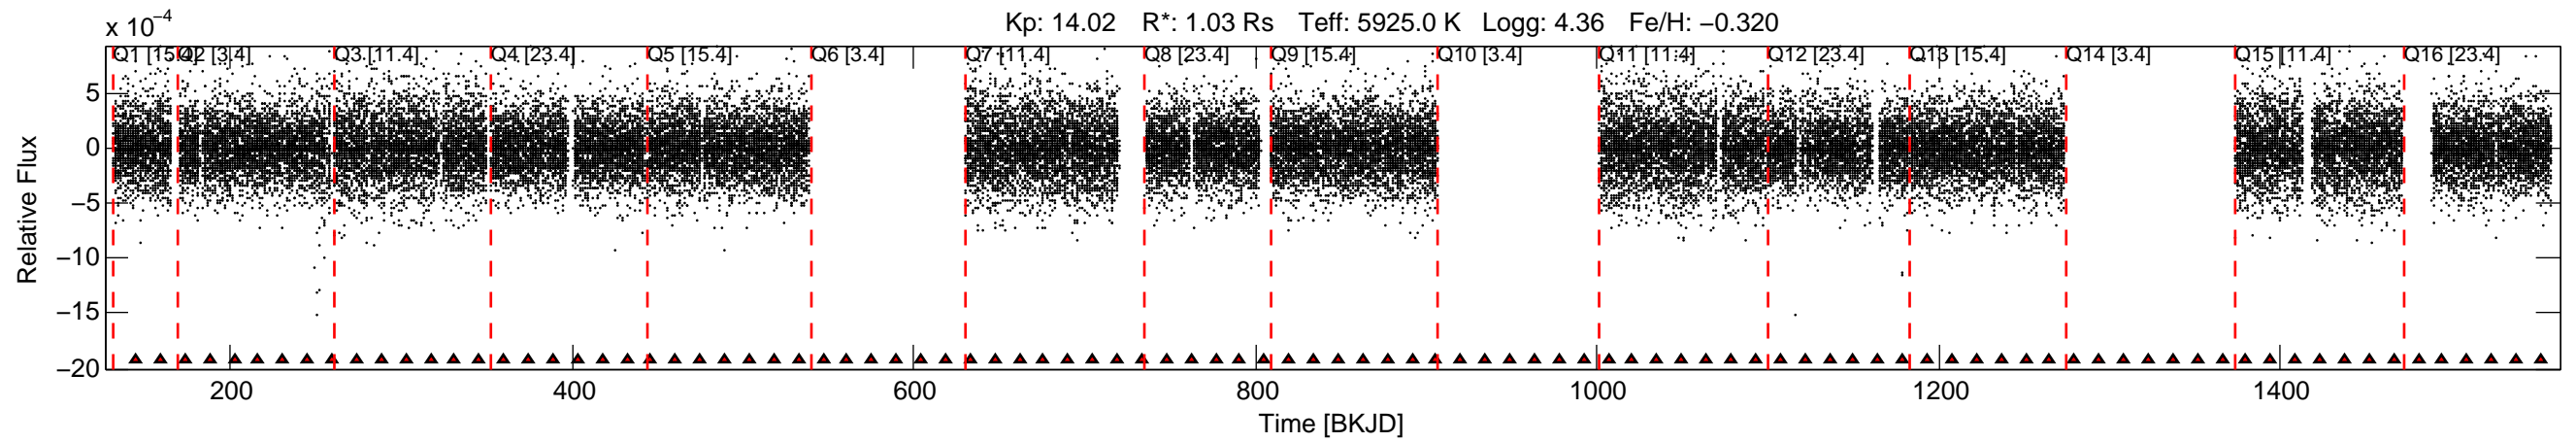 Kp: 14.02 R*: 1.03 Rs Teff: 5925.0 K Logg: 4.36 Fe/H: −0.320
x 10−4
Q1 [15.4] Q2 [3.4] Q3 [11.4] Q4 [23.4] Q5 [15.4] Q6 [3.4] Q7 [11.4] Q8 [23.4] Q9 [15.4] Q10 [3.4] Q11 [11.4] Q12 [23.4] Q13 [15.4] Q14 [3.4] Q15 [11.4] Q16 [23.4]
5
0
−5
−10
−15
−20
Relative Flux
200 400 600 800 1000 1200 1400
Time [BKJD]